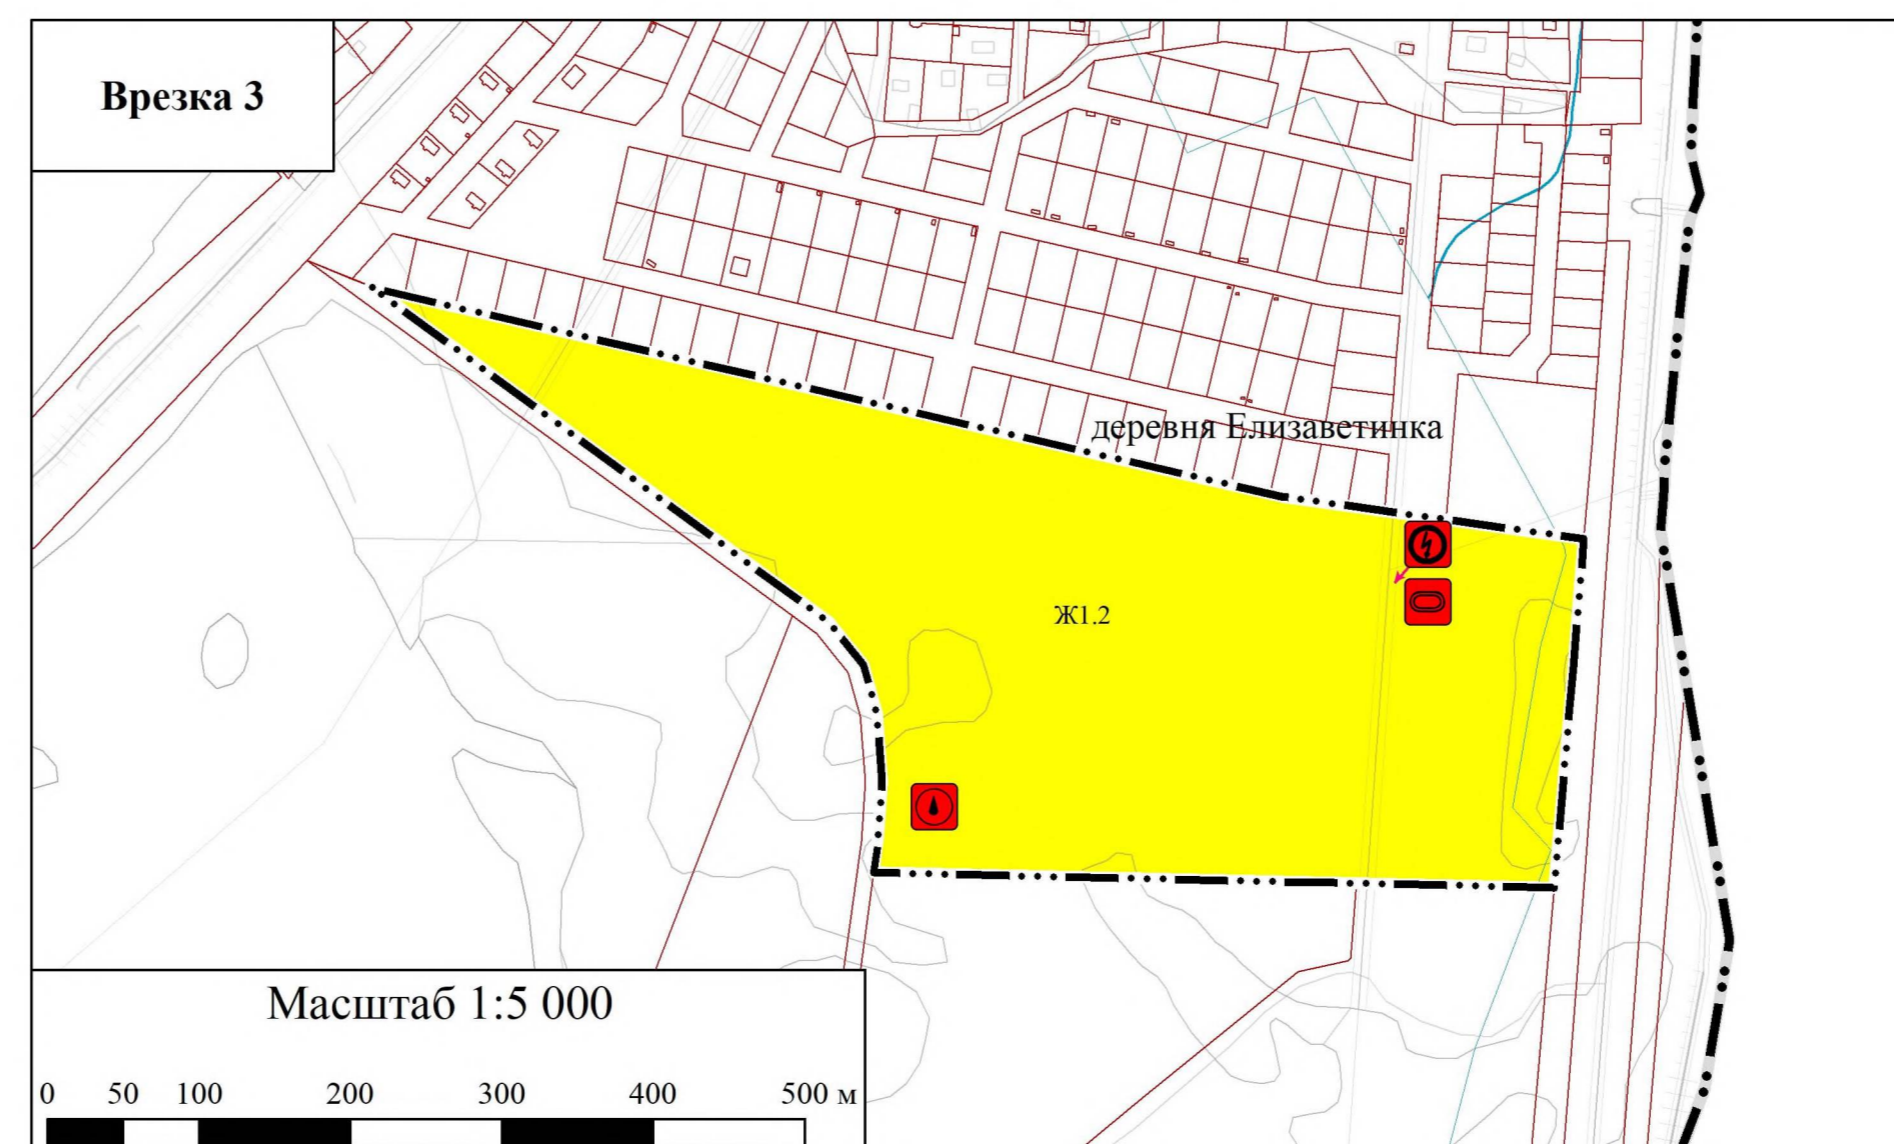 Врезка 3
деревня Елизаветинка
Ж1.2
Масштаб 1:5 000
0 50 100 200 300 400 500 м